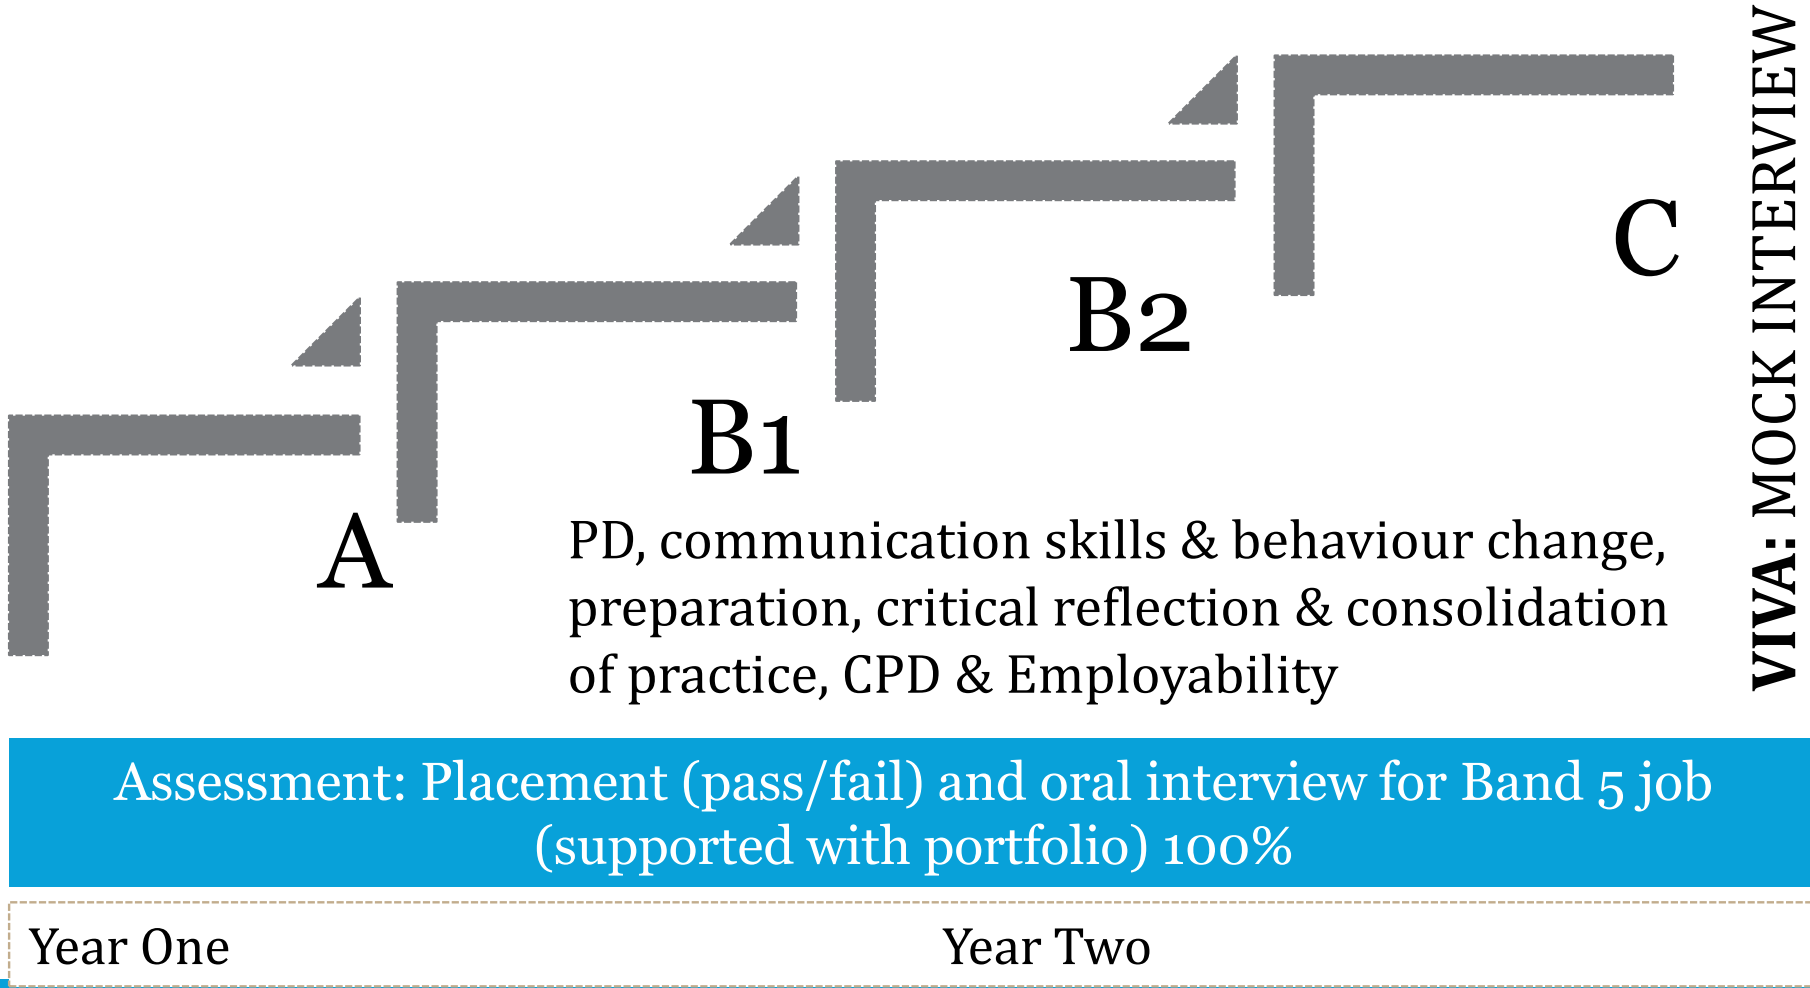 A
B1
B2
C
VIVA: MOCK INTERVIEW
PD, communication skills & behaviour change,
preparation, critical reflection & consolidation
of practice, CPD & Employability
Assessment: Placement (pass/fail) and oral interview for Band 5 job
(supported with portfolio) 100%
Year One
Year Two